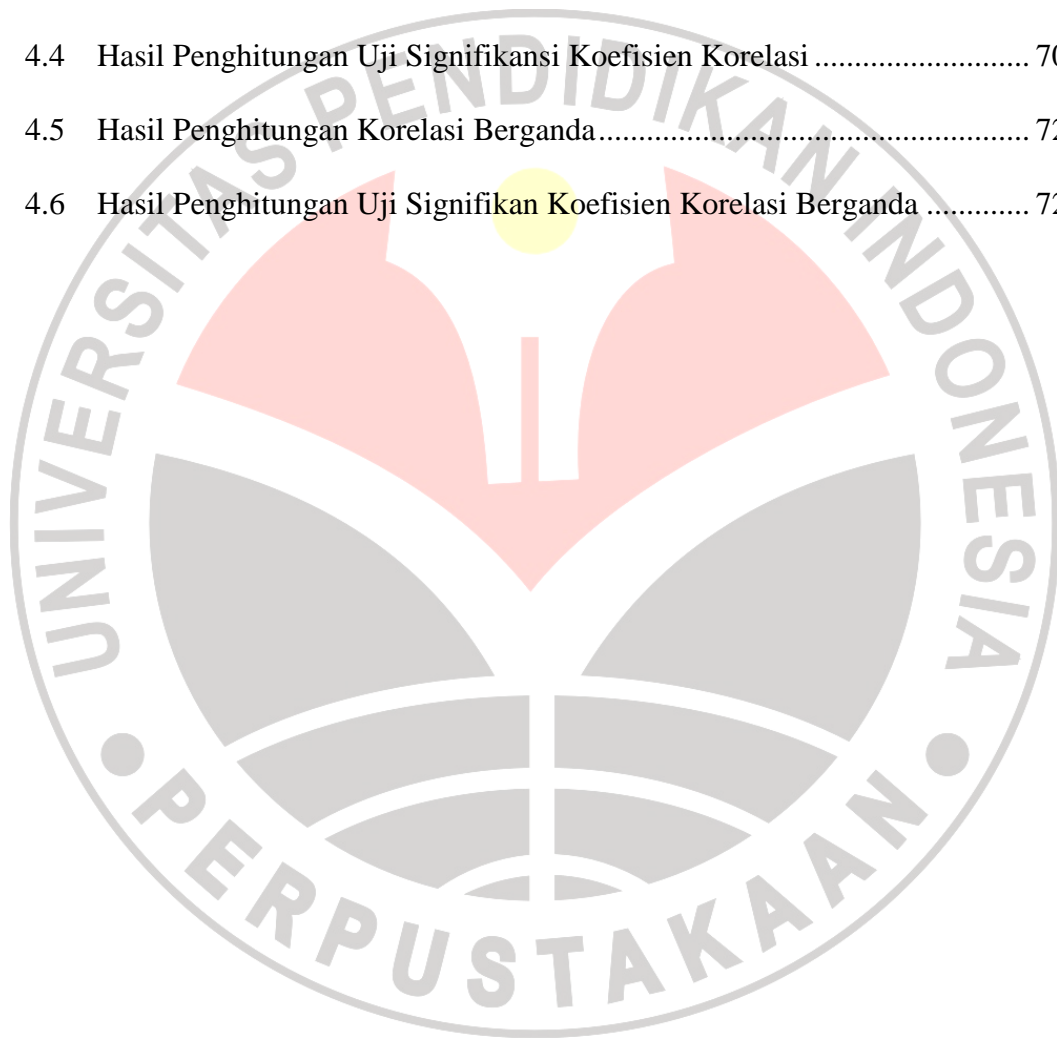 4.4 Hasil Penghitungan Uji Signifikansi Koefisien Korelasi .......................... 70
4.5 Hasil Penghitungan Korelasi Berganda.................................................... 72
4.6 Hasil Penghitungan Uji Signifikan Koefisien Korelasi Berganda ............. 72
UNIVERSITAS PENDIDIKAN INDONESIA
PERPUSTAKAAN